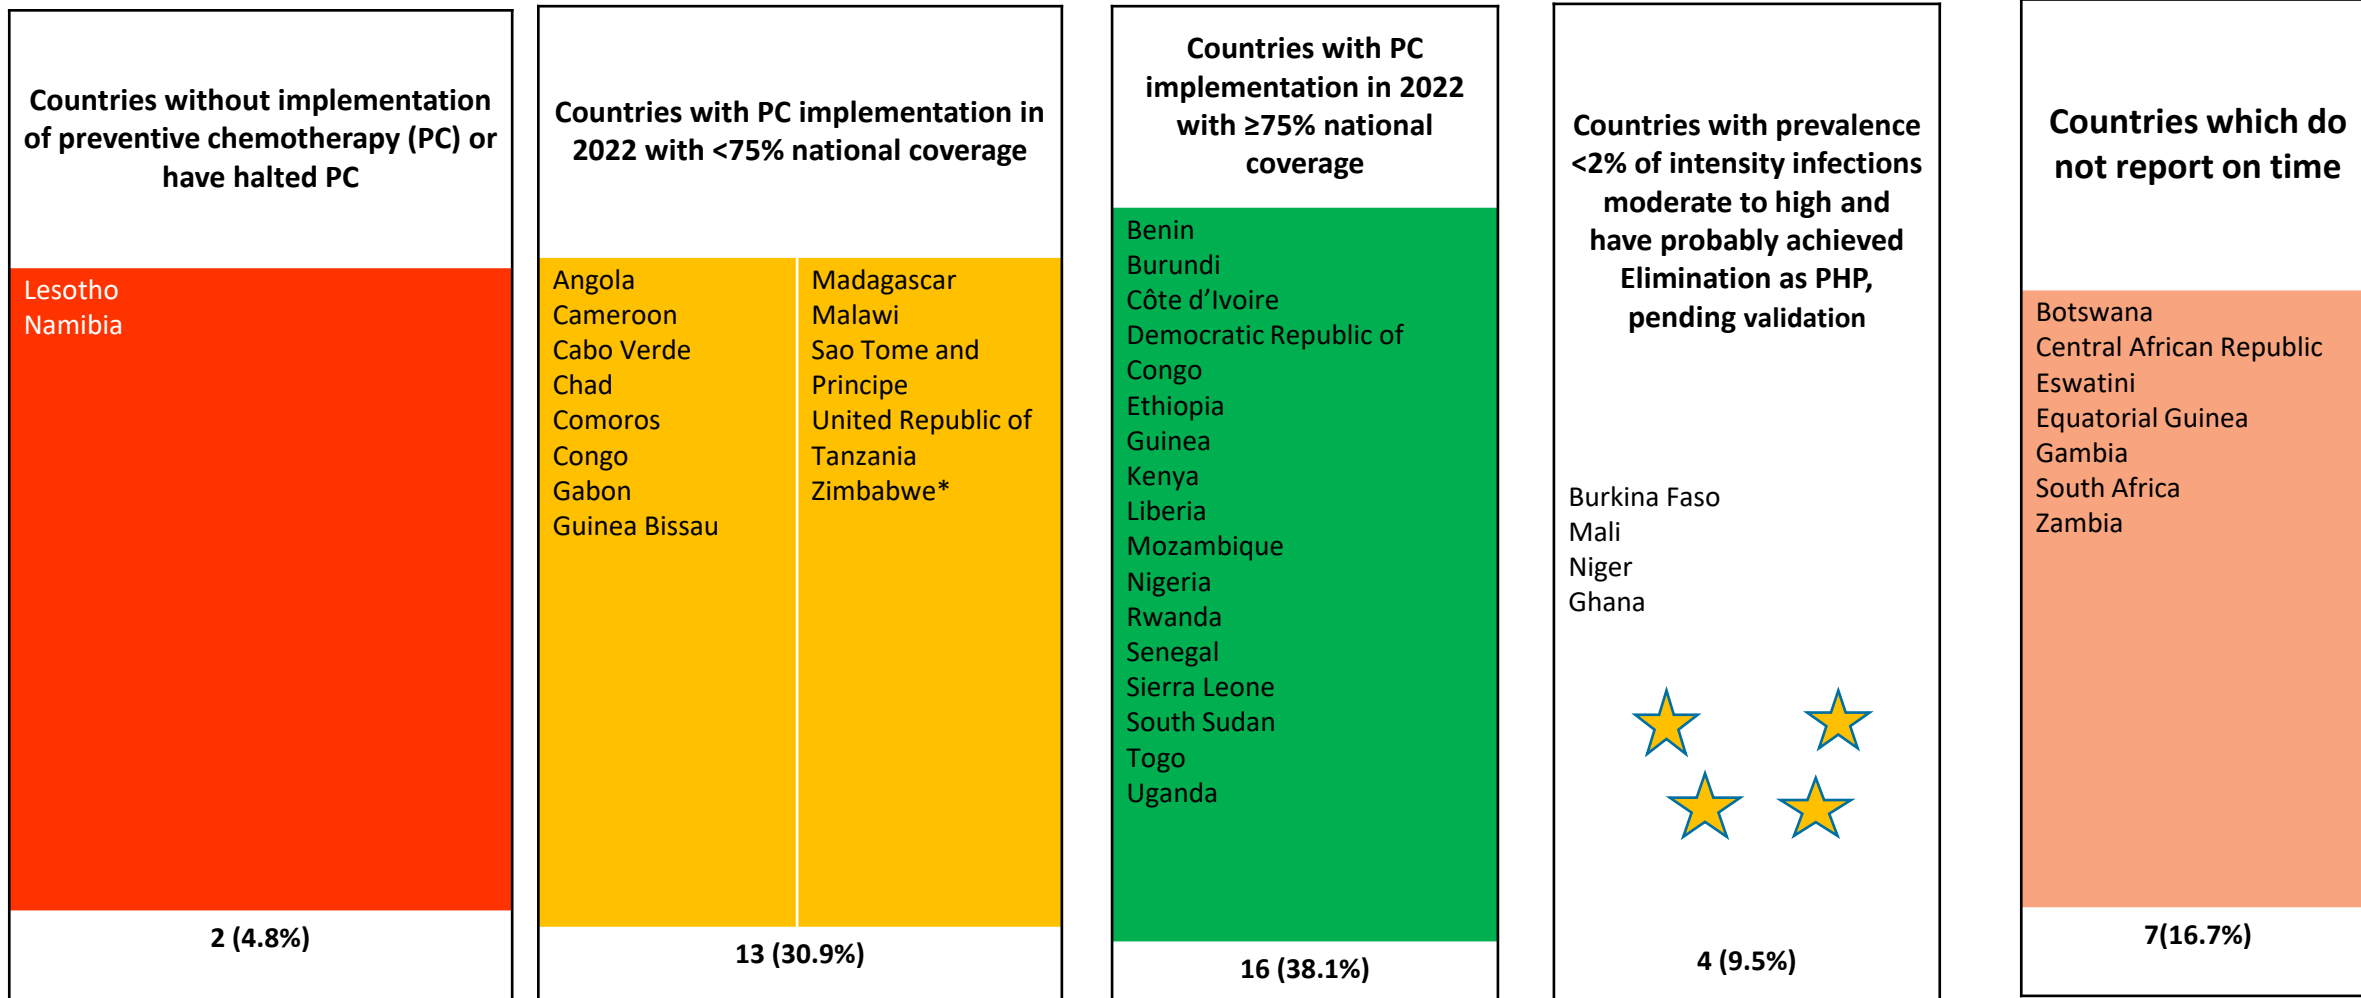 Countries without implementation
of preventive chemotherapy (PC) or
have halted PC
Lesotho
Namibia
2 (4.8%)
Countries with PC implementation in
2022 with <75% national coverage
Angola
Cameroon
Cabo Verde
Chad
Comoros
Congo
Gabon
Guinea Bissau
Madagascar
Malawi
Sao Tome and
Principe
United Republic of
Tanzania
Zimbabwe*
13 (30.9%)
Countries with PC
implementation in 2022
with ≥75% national
coverage
Benin
Burundi
Côte d’Ivoire
Democratic Republic of
Congo
Ethiopia
Guinea
Kenya
Liberia
Mozambique
Nigeria
Rwanda
Senegal
Sierra Leone
South Sudan
Togo
Uganda
16 (38.1%)
Countries with prevalence
<2% of intensity infections
moderate to high and
have probably achieved
Elimination as PHP,
pending validation
Burkina Faso
Mali
Niger
Ghana
4 (9.5%)
Countries which do
not report on time
Botswana
Central African Republic
Eswatini
Equatorial Guinea
Gambia
South Africa
Zambia
7(16.7%)